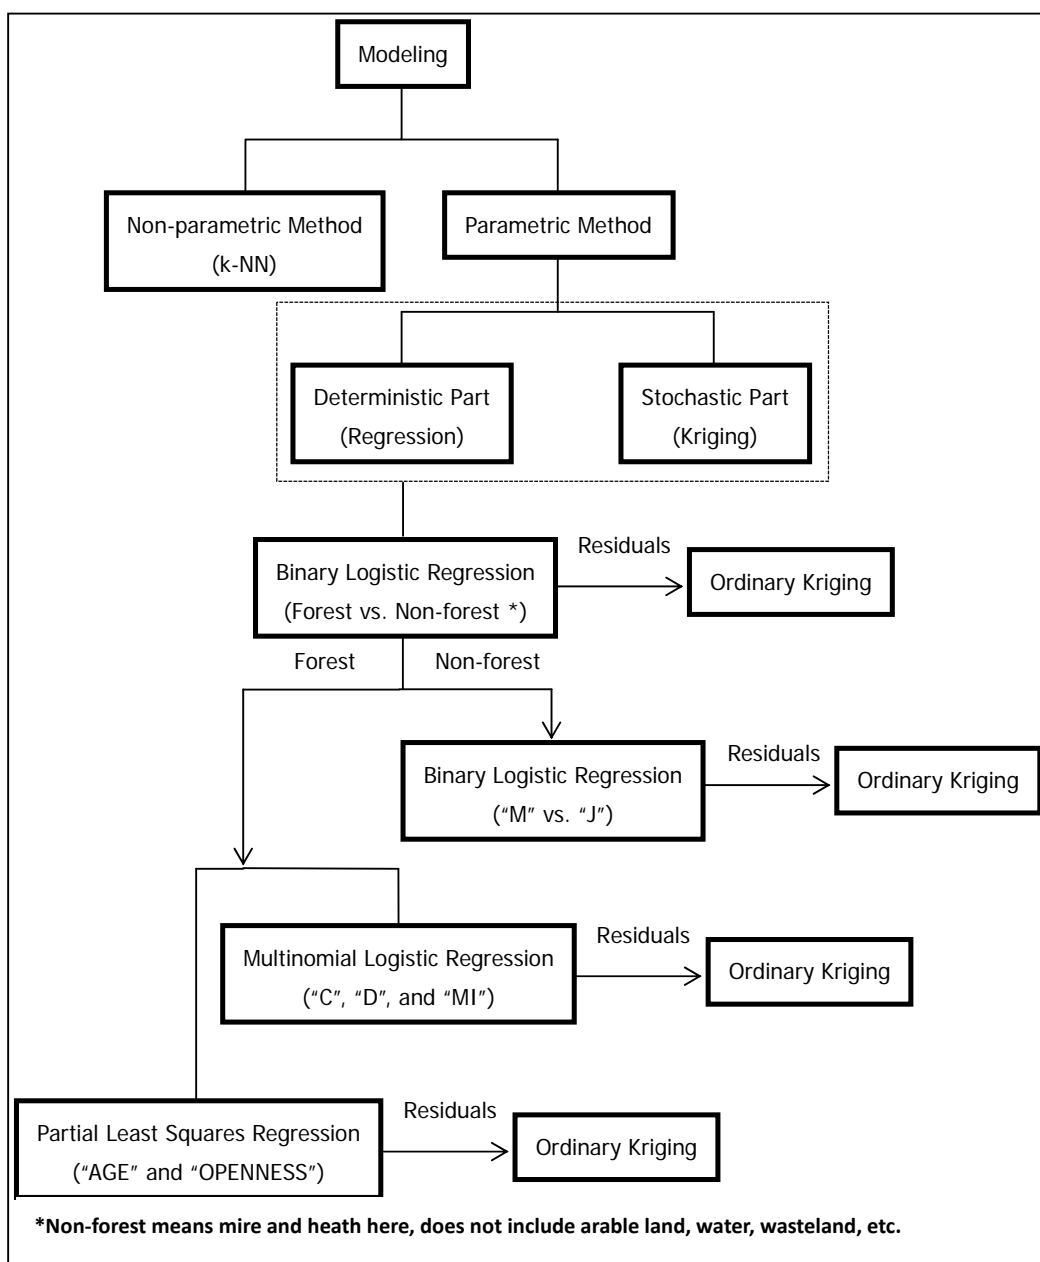 Modeling
Non-parametric Method
(k-NN)
Parametric Method
Deterministic Part
(Regression)
Stochastic Part
(Kriging)
Binary Logistic Regression
(Forest vs. Non-forest *)
Residuals
Ordinary Kriging
Forest
Non-forest
Binary Logistic Regression
(“M” vs. “J”)
Residuals
Ordinary Kriging
Multinomial Logistic Regression
(“C”, “D”, and “MI”)
Residuals
Ordinary Kriging
Partial Least Squares Regression
(“AGE” and “OPENNESS”)
Residuals
Ordinary Kriging
*Non-forest means mire and heath here, does not include arable land, water, wasteland, etc.